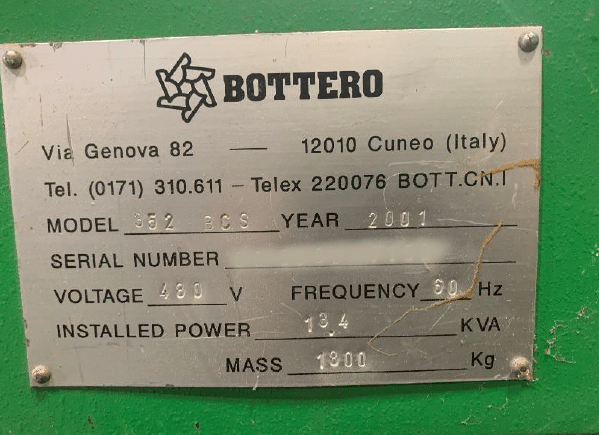 BOTTERO
Via Genova 82 — 12010 Cuneo (Italy)
Tel. (0171) 310.611 – Telex 220076 BOTT.CN.I
MODEL 352 BCS YEAR 2001
SERIAL NUMBER
VOLTAGE 480 V FREQUENCY 60 Hz
INSTALLED POWER 13,4 KVA
MASS 1800 Kg